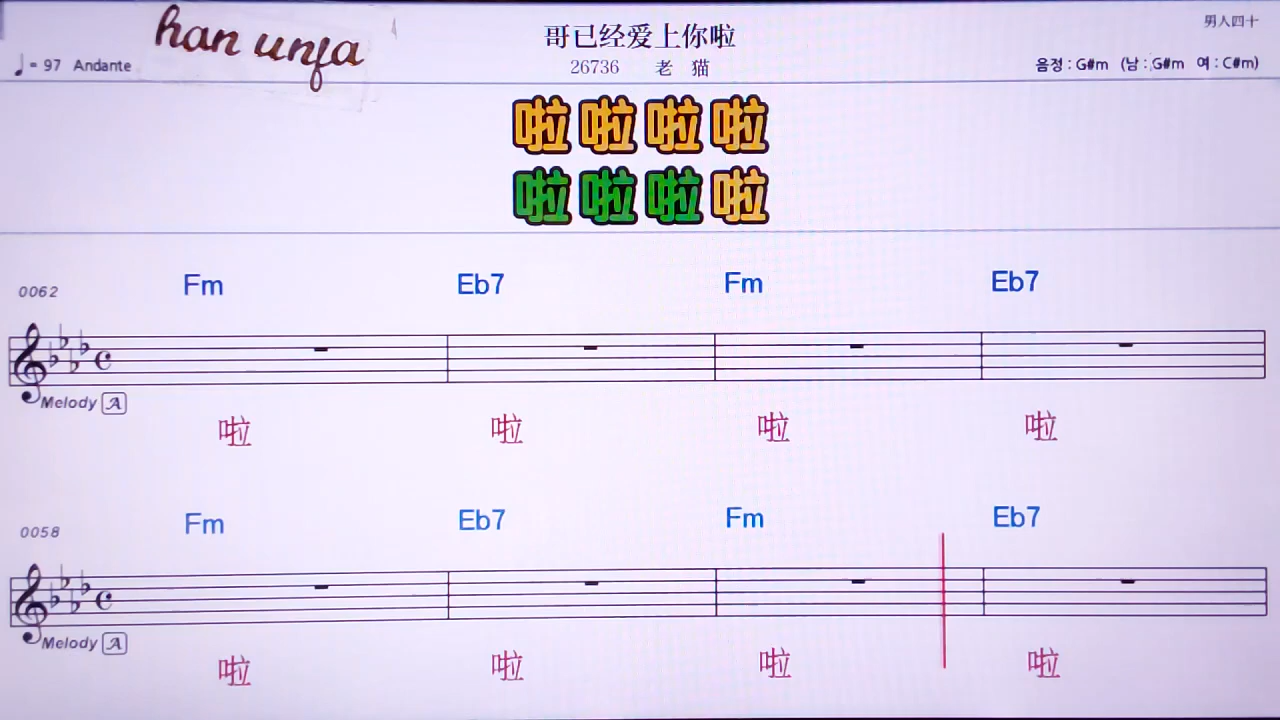 han unfa
♩= 97 Andante
哥已经爱上你啦
26736 老 猫
男人四十
음정 : G#m (남 : G#m 여 : C#m)
啦 啦 啦 啦
啦 啦 啦 啦
0062 Fm Eb7 Fm Eb7
Melody A
啦 啦 啦 啦
0058 Fm Eb7 Fm Eb7
Melody A
啦 啦 啦 啦